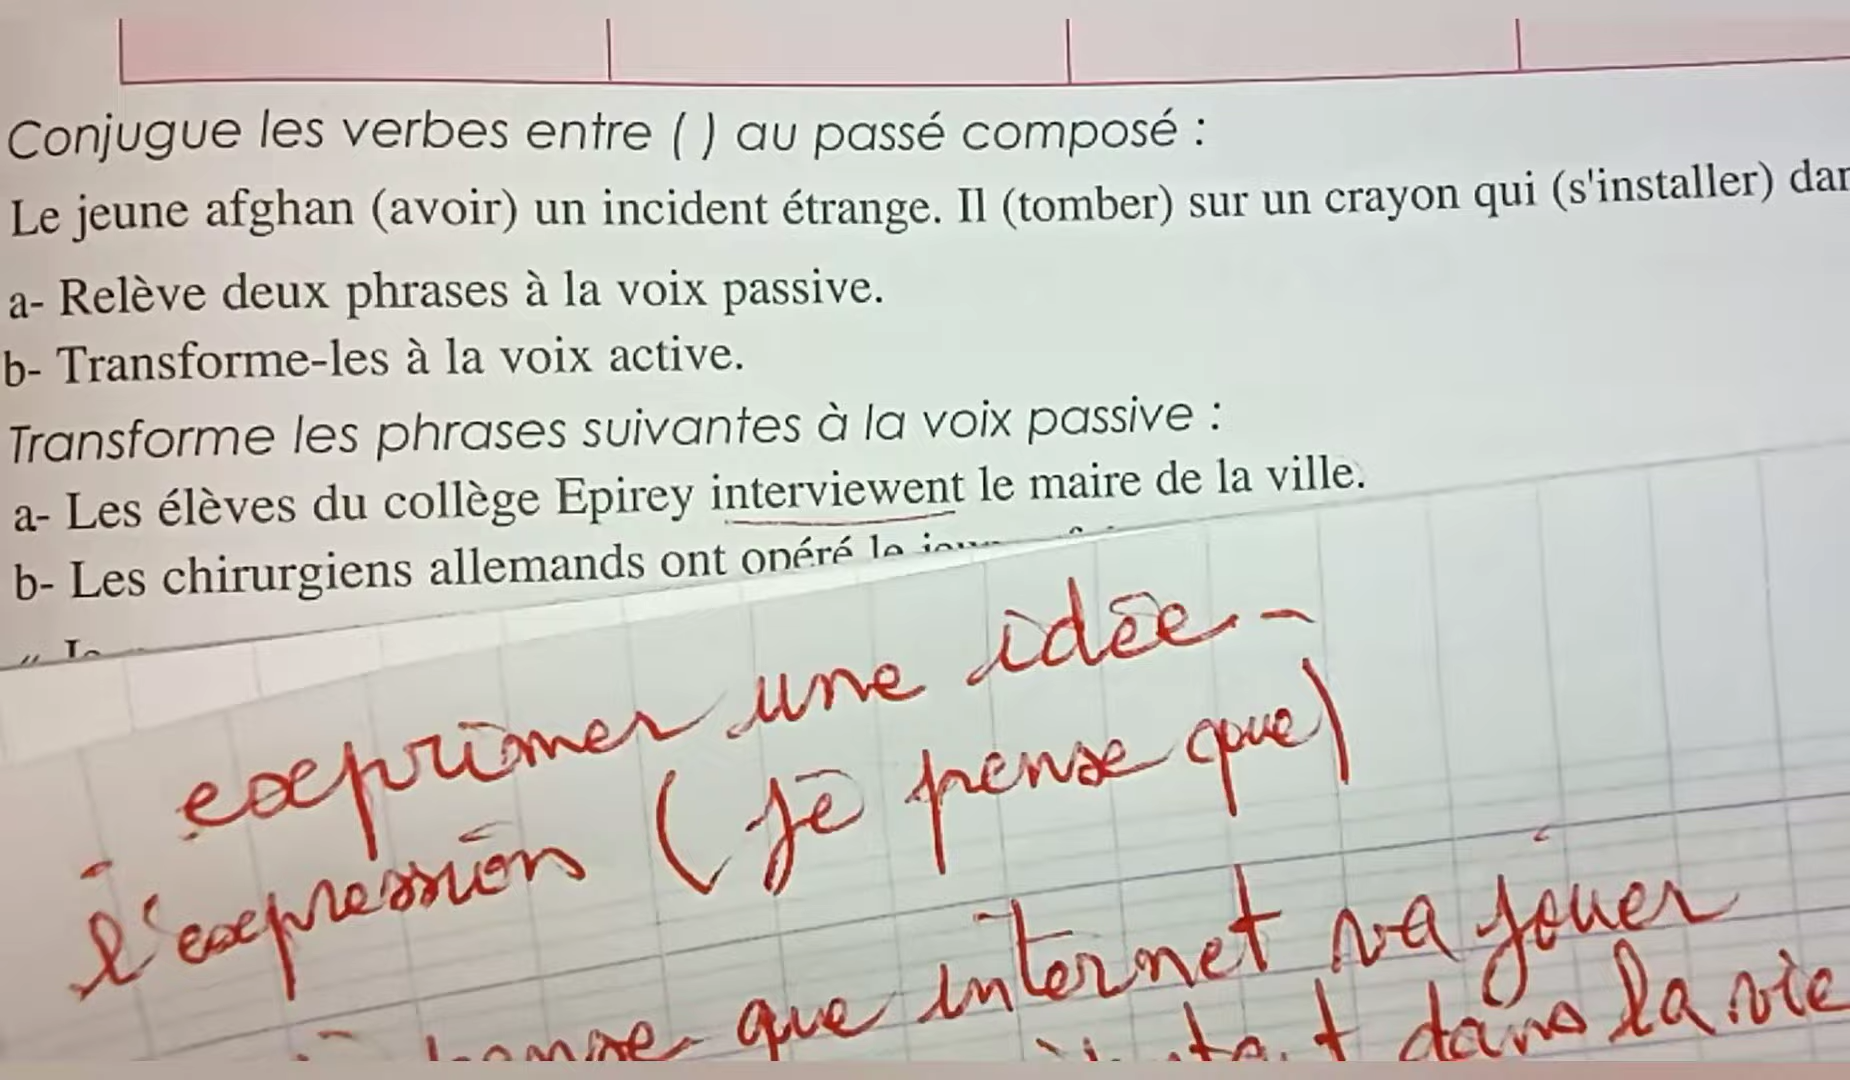 Conjugue les verbes entre ( ) au passé composé :
Le jeune afghan (avoir) un incident étrange. Il (tomber) sur un crayon qui (s'installer)
a- Relève deux phrases à la voix passive.
b- Transforme-les à la voix active.
Transforme les phrases suivantes à la voix passive :
a- Les élèves du collège Epirey interviewent le maire de la ville.
b- Les chirurgiens allemands ont opéré le
exprimer une idée
l'expression (je pense que)
pense que internet va jouer
dans la vie